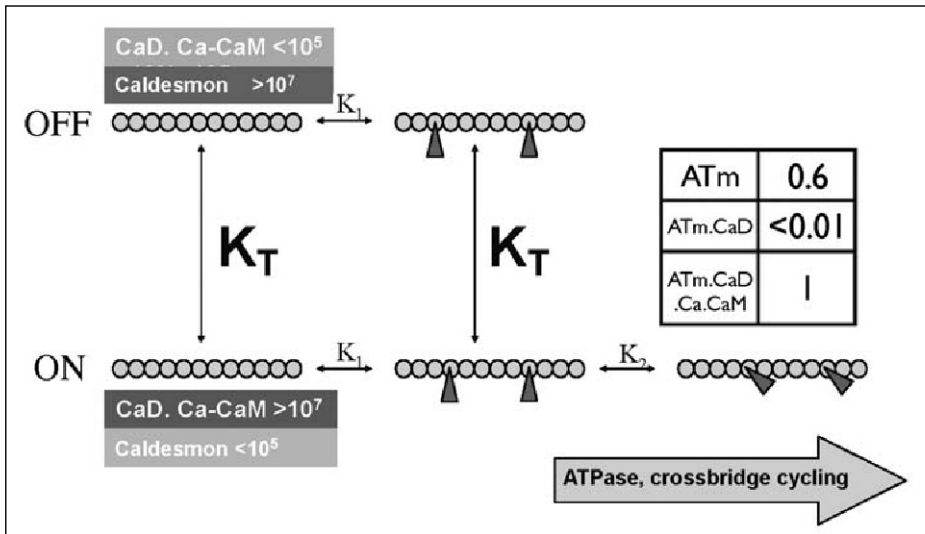 CaD. Ca-CaM <10⁵
Caldesmon >10⁷
OFF
K₁
K_T
K_T
ATm 0.6
ATm.CaD <0.01
ATm.CaD
.Ca.CaM 1
ON
K₁
K₂
CaD. Ca-CaM >10⁷
Caldesmon <10⁵
ATPase, crossbridge cycling